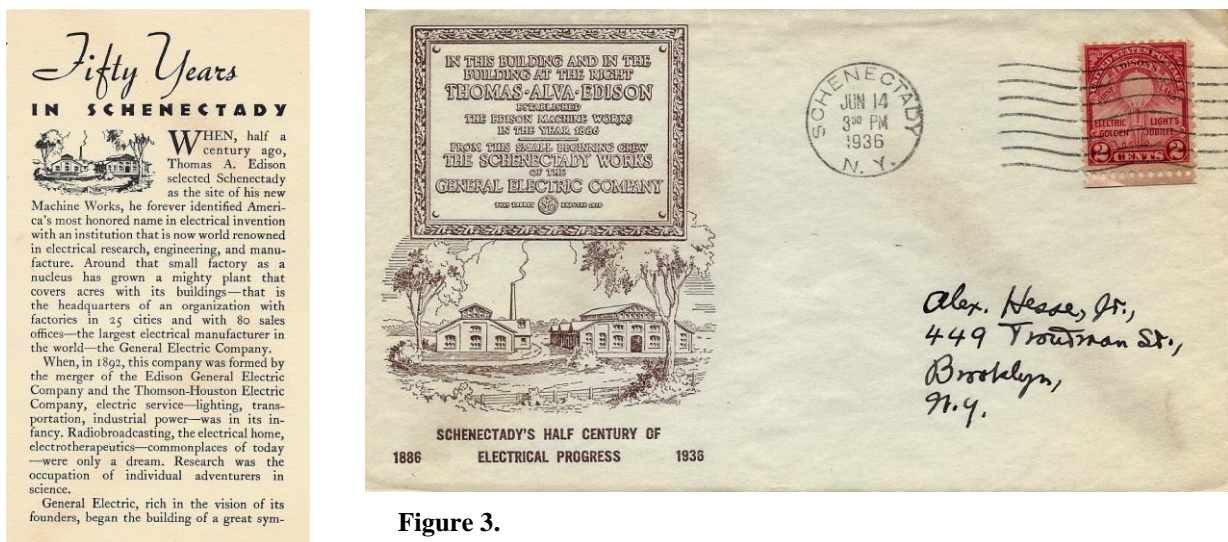 Fifty Years
IN SCHENECTADY
WHEN, half a
century ago,
Thomas A. Edison
selected Schenectady
as the site of his new
Machine Works, he forever identified Ameri-
ca's most honored name in electrical invention
with an institution that is now world renowned
in electrical research, engineering, and manu-
facture. Around that small factory as a
nucleus has grown a mighty plant that
covers acres with its buildings—that is
the headquarters of an organization with
factories in 25 cities and with 80 sales
offices—the largest electrical manufacturer in
the world—the General Electric Company.
When, in 1892, this company was formed by
the merger of the Edison General Electric
Company and the Thomson-Houston Electric
Company, electric service—lighting, trans-
portation, industrial power—was in its in-
fancy. Radiobroadcasting, the electrical home,
electrotherapeutics—commonplaces of today
—were only a dream. Research was the
occupation of individual adventurers in
science.
General Electric, rich in the vision of its
founders, began the building of a great sym-
IN THIS BUILDING AND IN THE
BUILDING AT THE RIGHT
THOMAS·ALVA·EDISON
ESTABLISHED
THE EDISON MACHINE WORKS
IN THE YEAR 1886
FROM THIS SMALL BEGINNING GREW
THE SCHENECTADY WORKS
OF THE
GENERAL ELECTRIC COMPANY
THIS TABLET ERECTED
SCHENECTADY'S HALF CENTURY OF
1886 ELECTRICAL PROGRESS 1936
SCHENECTADY
JUN 14
3 30 PM
1936
N. Y.
UNITED STATES POSTAGE
EDISON'S
FIRST LAMP
ELECTRIC LIGHT'S
GOLDEN JUBILEE
2 CENTS 2
Alex. Hesse, Jr.,
449 Troutman St.,
Brooklyn,
N.Y.
Figure 3.